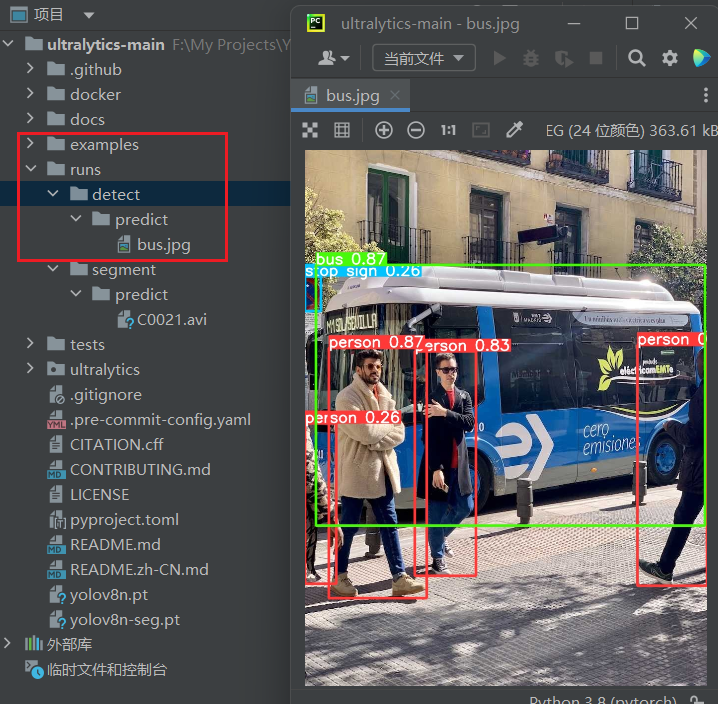 项目
ultralytics-main F:\My Projects\Y
.github
docker
docs
examples
runs
detect
predict
bus.jpg
segment
predict
C0021.avi
tests
ultralytics
.gitignore
.pre-commit-config.yaml
CITATION.cff
CONTRIBUTING.md
LICENSE
pyproject.toml
README.md
README.zh-CN.md
yolov8n.pt
yolov8n-seg.pt
外部库
临时文件和控制台
PC
ultralytics-main - bus.jpg
当前文件
bus.jpg
1:1
EG (24 位颜色) 363.61 kB
bus 0.87
stop sign 0.26
M1 SOL/SEVILLA
person 0.87
person 0.83
person 0
person 0.26
eléctricoemEMTe
cero
emisiones
Python 3.8 (pytorch)